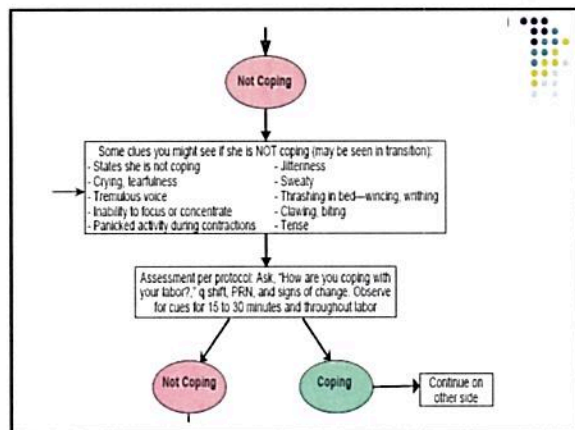 Not Coping
Some clues you might see if she is NOT coping (may be seen in transition):
- States she is not coping
- Crying, tearfulness
- Tremulous voice
- Inability to focus or concentrate
- Panicked activity during contractions
- Jitteriness
- Sweaty
- Thrashing in bed—wincing, writhing
- Clawing, biting
- Tense
Assessment per protocol: Ask, "How are you coping with
your labor?," q shift, PRN, and signs of change. Observe
for cues for 15 to 30 minutes and throughout labor
Not Coping
Coping
Continue on
other side